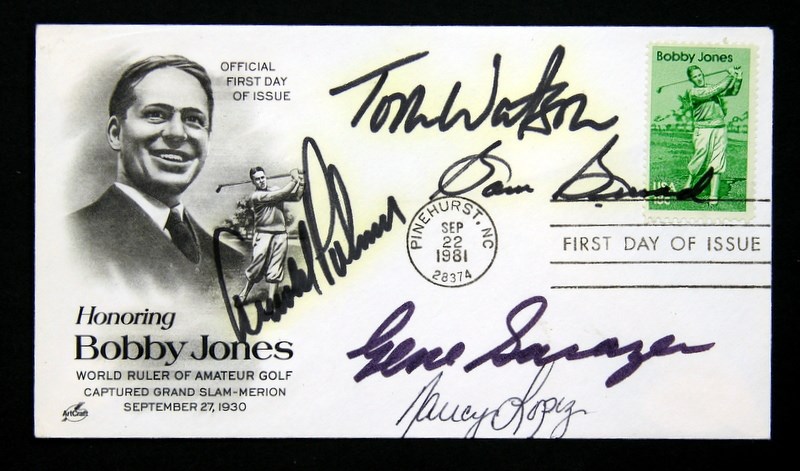 OFFICIAL
FIRST DAY
OF ISSUE
Tom Watson
Bobby Jones
Sam Snead
USA 18c
Arnold Palmer
PINEHURST, NC
SEP
22
1981
28374
FIRST DAY OF ISSUE
Honoring
Bobby Jones
WORLD RULER OF AMATEUR GOLF
CAPTURED GRAND SLAM-MERION
SEPTEMBER 27, 1930
ArtCraft
Gene Sarazen
Nancy Lopez